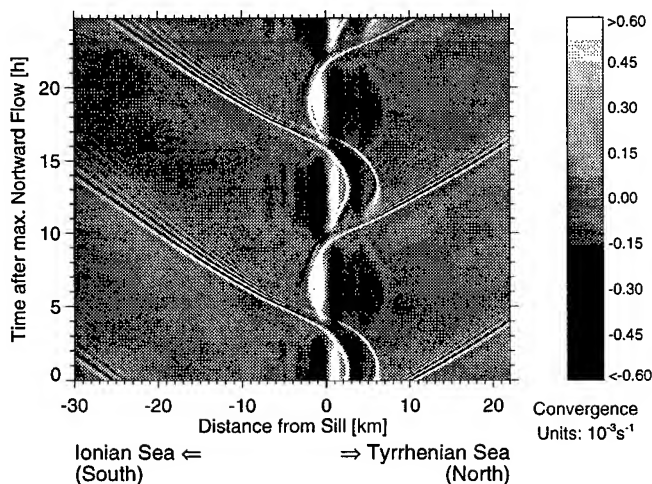 Time after max. Nortward Flow [h]
20
15
10
5
0
-30
-20
-10
0
10
20
Distance from Sill [km]
Ionian Sea ⇐
(South)
⇒ Tyrrhenian Sea
(North)
>0.60
0.45
0.30
0.15
0.00
-0.15
-0.30
-0.45
<-0.60
Convergence
Units: 10⁻³s⁻¹